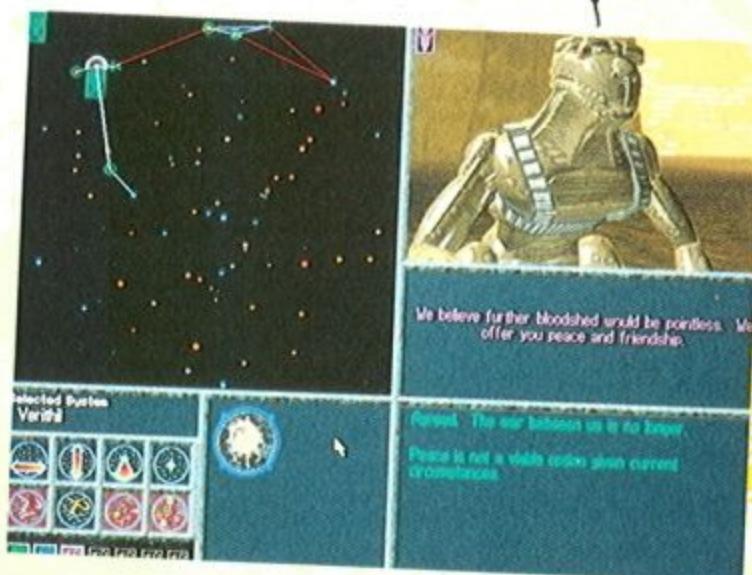 We believe further bloodshed would be pointless. We
offer you peace and friendship.
Selected System
Agreed. The war between us is no longer.
Peace is not a viable option given current
circumstances.